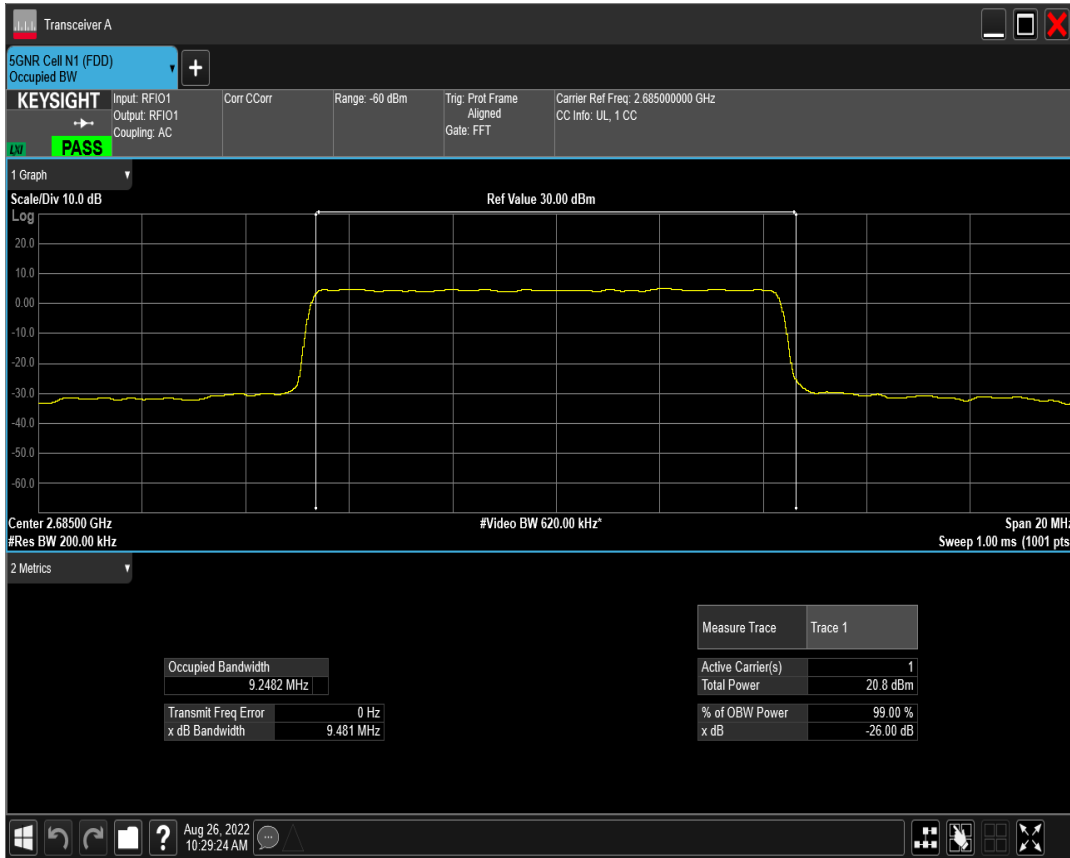 Transceiver A
5GNR Cell N1 (FDD)
Occupied BW
+
KEYSIGHT
LXI
PASS
Input: RFIO1
Output: RFIO1
Coupling: AC
Corr CCorr
Range: -60 dBm
Trig: Prot Frame
Aligned
Gate: FFT
Carrier Ref Freq: 2.685000000 GHz
CC Info: UL, 1 CC
1 Graph
Scale/Div 10.0 dB
Ref Value 30.00 dBm
Log
20.0
10.0
0.00
-10.0
-20.0
-30.0
-40.0
-50.0
-60.0
Center 2.68500 GHz
#Video BW 620.00 kHz*
Span 20 MHz
#Res BW 200.00 kHz
Sweep 1.00 ms (1001 pts
2 Metrics
Measure Trace Trace 1
Occupied Bandwidth
9.2482 MHz
Active Carrier(s) 1
Total Power 20.8 dBm
Transmit Freq Error 0 Hz
x dB Bandwidth 9.481 MHz
% of OBW Power 99.00 %
x dB -26.00 dB
?
Aug 26, 2022
10:29:24 AM